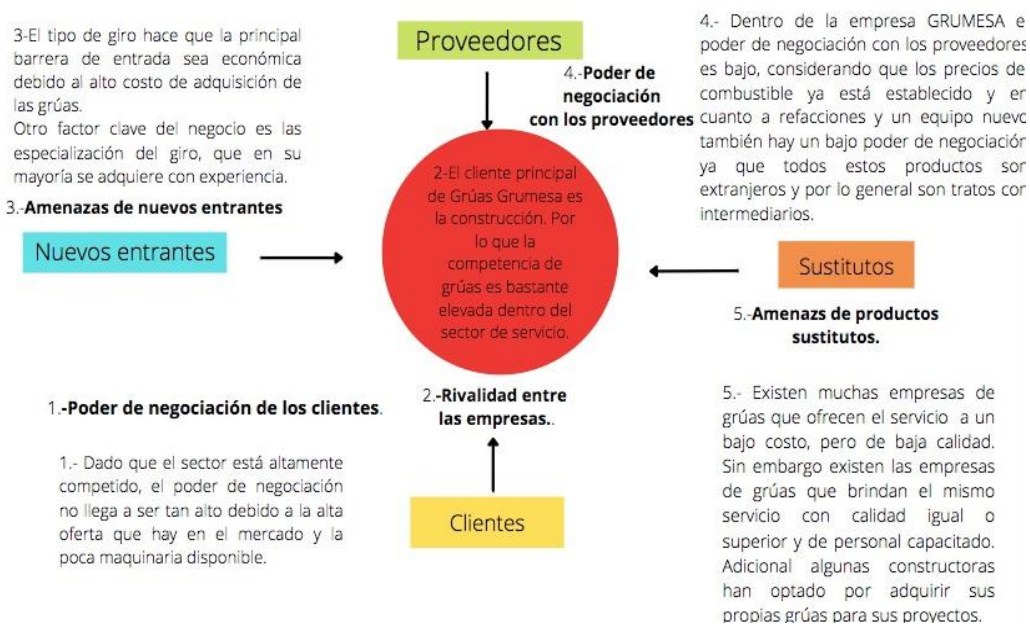 3-El tipo de giro hace que la principal
barrera de entrada sea económica
debido al alto costo de adquisición de
las grúas.
Otro factor clave del negocio es las
especialización del giro, que en su
mayoría se adquiere con experiencia.
3.-Amenazas de nuevos entrantes
Nuevos entrantes
Proveedores
4.-Poder de
negociación
con los proveedores
4.- Dentro de la empresa GRUMESA e
poder de negociación con los proveedores
es bajo, considerando que los precios de
combustible ya está establecido y en
cuanto a refacciones y un equipo nuevo
también hay un bajo poder de negociación
ya que todos estos productos son
extranjeros y por lo general son tratos con
intermediarios.
2-El cliente principal
de Grúas Grumesa es
la construcción. Por
lo que la
competencia de
grúas es bastante
elevada dentro del
sector de servicio.
Sustitutos
5.-Amenazs de productos
sustitutos.
2.-Rivalidad entre
las empresas..
1.-Poder de negociación de los clientes.
1.- Dado que el sector está altamente
competido, el poder de negociación
no llega a ser tan alto debido a la alta
oferta que hay en el mercado y la
poca maquinaria disponible.
Clientes
5.- Existen muchas empresas de
grúas que ofrecen el servicio a un
bajo costo, pero de baja calidad.
Sin embargo existen las empresas
de grúas que brindan el mismo
servicio con calidad igual o
superior y de personal capacitado.
Adicional algunas constructoras
han optado por adquirir sus
propias grúas para sus proyectos.